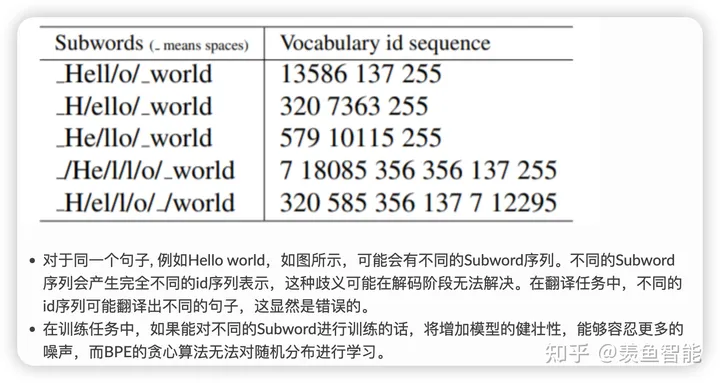 Subwords (_ means spaces) Vocabulary id sequence
_Hell/o/_world 13586 137 255
_H/ello/_world 320 7363 255
_He/llo/_world 579 10115 255
_/He/l/l/o/_world 7 18085 356 356 137 255
_H/el/l/o/_/world 320 585 356 137 7 12295
• 对于同一个句子, 例如Hello world，如图所示，可能会有不同的Subword序列。不同的Subword
序列会产生完全不同的id序列表示，这种歧义可能在解码阶段无法解决。在翻译任务中，不同的
id序列可能翻译出不同的句子，这显然是错误的。
• 在训练任务中，如果能对不同的Subword进行训练的话，将增加模型的健壮性，能够容忍更多的
噪声，而BPE的贪心算法无法对随机分布进行学习。
知乎 @羡鱼智能